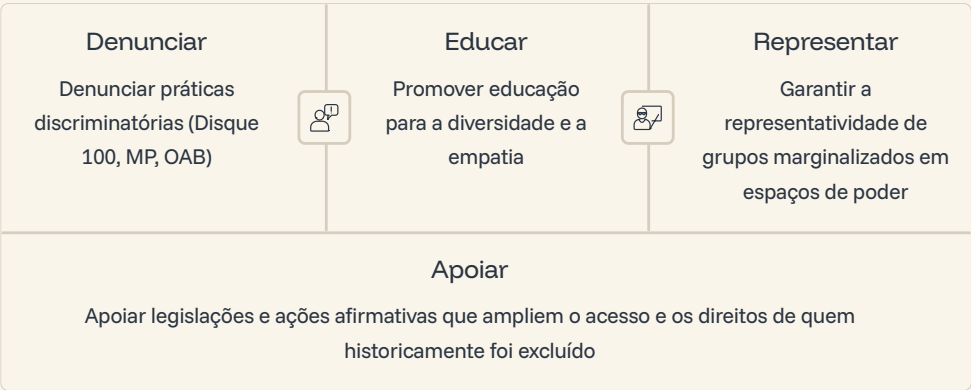 Denunciar
Denunciar práticas
discriminatórias (Disque
100, MP, OAB)
Educar
Promover educação
para a diversidade e a
empatia
Representar
Garantir a
representatividade de
grupos marginalizados em
espaços de poder
Apoiar
Apoiar legislações e ações afirmativas que ampliem o acesso e os direitos de quem
historicamente foi excluído